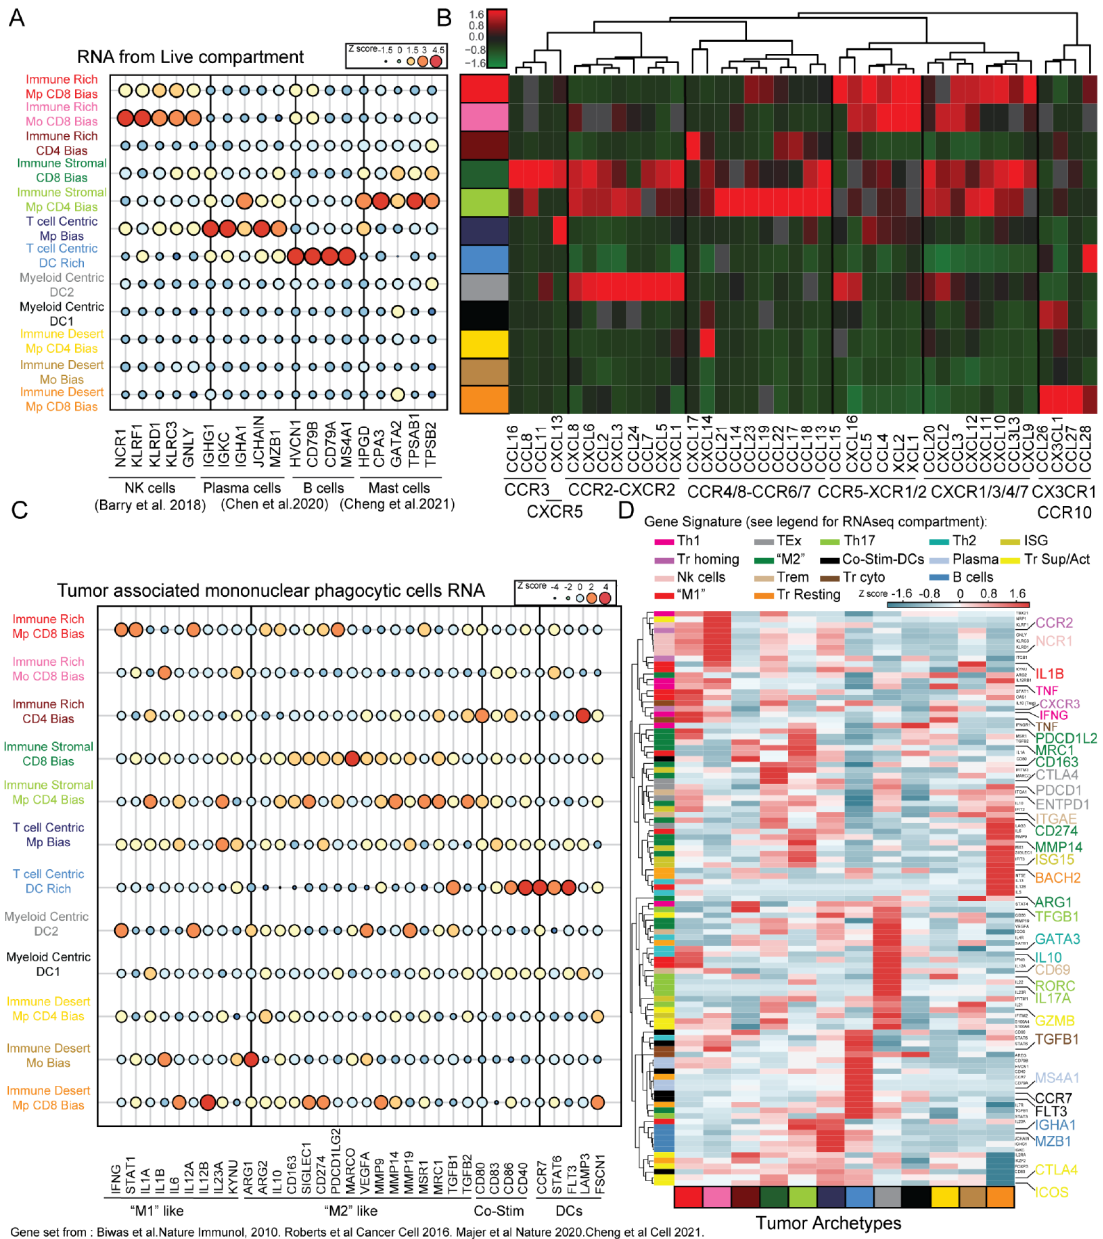 A
RNA from Live compartment
Z score
-1.5 0 1.5 3 4.5
Immune Rich
Mp CD8 Bias
Immune Rich
Mo CD8 Bias
Immune Rich
CD4 Bias
Immune Stromal
CD8 Bias
Immune Stromal
Mp CD4 Bias
T cell Centric
Mp Bias
T cell Centric
DC Rich
Myeloid Centric
DC2
Myeloid Centric
DC1
Immune Desert
Mp CD4 Bias
Immune Desert
Mo Bias
Immune Desert
Mp CD8 Bias
NCR1
KLRF1
KLRD1
KLRC3
GNLY
IGHG1
IGKC
IGHA1
JCHAIN
MZB1
HVCN1
CD79B
CD79A
MS4A1
HPGD
CPA3
GATA2
TPSAB1
TPSB2
NK cells
Plasma cells
B cells
Mast cells
(Barry et al. 2018)
(Chen et al.2020)
(Cheng et al.2021)
B
1.6
0.8
0.0
-0.8
-1.6
CCL16
CCL8
CCL11
CXCL13
CXCL8
CXCL6
CCL2
CXCL3
CCL24
CCL7
CXCL5
CXCL1
CXCL17
CXCL14
CCL21
CCL14
CCL23
CCL19
CCL22
CCL17
CCL18
CCL13
CCL15
CXCL16
CCL5
CCL4
XCL2
XCL1
CCL20
CXCL2
CCL3
CXCL12
CXCL11
CXCL10
CCL3L3
CXCL9
CCL26
CX3CL1
CCL27
CCL28
CCR3
CXCR5
CCR2-CXCR2
CCR4/8-CCR6/7
CCR5-XCR1/2
CXCR1/3/4/7
CX3CR1
CCR10
C
Tumor associated mononuclear phagocytic cells RNA
Z score
-4 -2 0 2 4
Immune Rich
Mp CD8 Bias
Immune Rich
Mo CD8 Bias
Immune Rich
CD4 Bias
Immune Stromal
CD8 Bias
Immune Stromal
Mp CD4 Bias
T cell Centric
Mp Bias
T cell Centric
DC Rich
Myeloid Centric
DC2
Myeloid Centric
DC1
Immune Desert
Mp CD4 Bias
Immune Desert
Mo Bias
Immune Desert
Mp CD8 Bias
IFNG
STAT1
IL1A
IL1B
IL6
IL12A
IL12B
IL23A
KYNU
ARG1
ARG2
IL10
CD163
SIGLEC1
CD274
PDCD1LG2
MARCO
VEGFA
MMP9
MMP14
MMP19
MSR1
MRC1
TGFB1
TGFB2
CD80
CD83
CD86
CD40
CCR7
STAT6
FLT3
LAMP3
FSCN1
“M1” like
“M2” like
Co-Stim
DCs
D
Gene Signature (see legend for RNAseq compartment):
Th1
TEx
Th17
Th2
ISG
Tr homing
“M2”
Co-Stim-DCs
Plasma
Tr Sup/Act
Nk cells
Trem
Tr cyto
B cells
“M1”
Tr Resting
Z score
-1.6 -0.8 0 0.8 1.6
CCR2
NCR1
IL1B
TNF
CXCR3
IFNG
TNF
PDCD1L2
MRC1
CD163
CTLA4
PDCD1
ENTPD1
ITGAE
CD274
MMP14
ISG15
BACH2
ARG1
TFGB1
GATA3
IL10
CD69
RORC
IL17A
GZMB
TGFB1
MS4A1
CCR7
FLT3
IGHA1
MZB1
CTLA4
ICOS
Tumor Archetypes
Gene set from : Biwas et al.Nature Immunol, 2010. Roberts et al Cancer Cell 2016. Majer et al Nature 2020.Cheng et al Cell 2021.